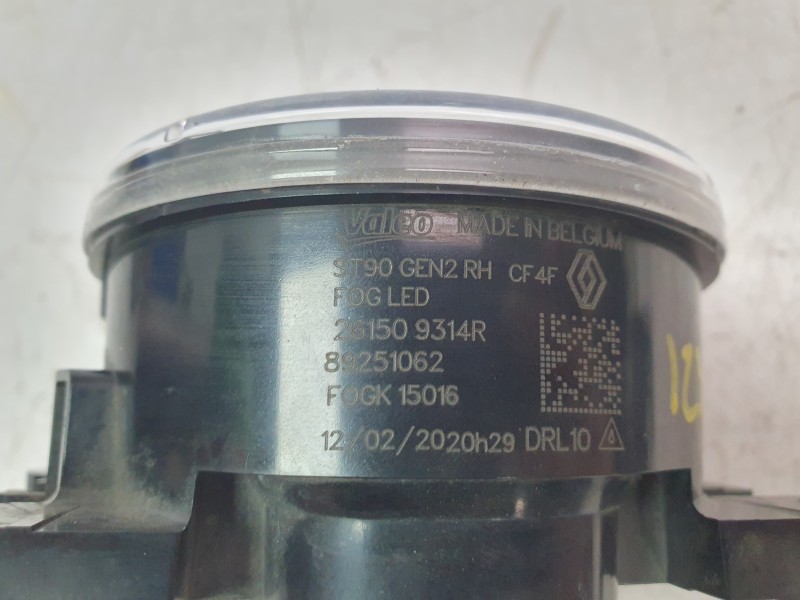 Valeo MADE IN BELGIUM
ST90 GEN2 RH CF4F
FOG LED
26150 9314R
89251062
FOGK 15016
12/02/2020h29 DRL10